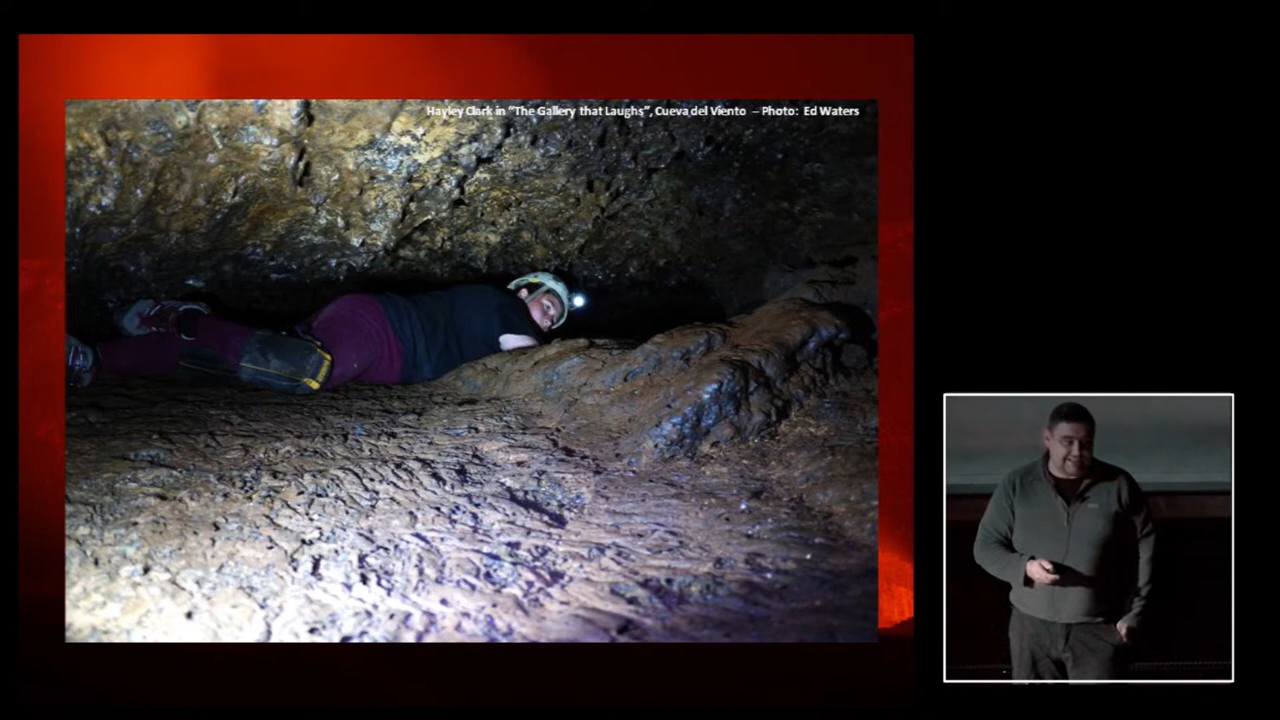 Hayley Clark in “The Gallery that Laughs”, Cueva del Viento – Photo: Ed Waters